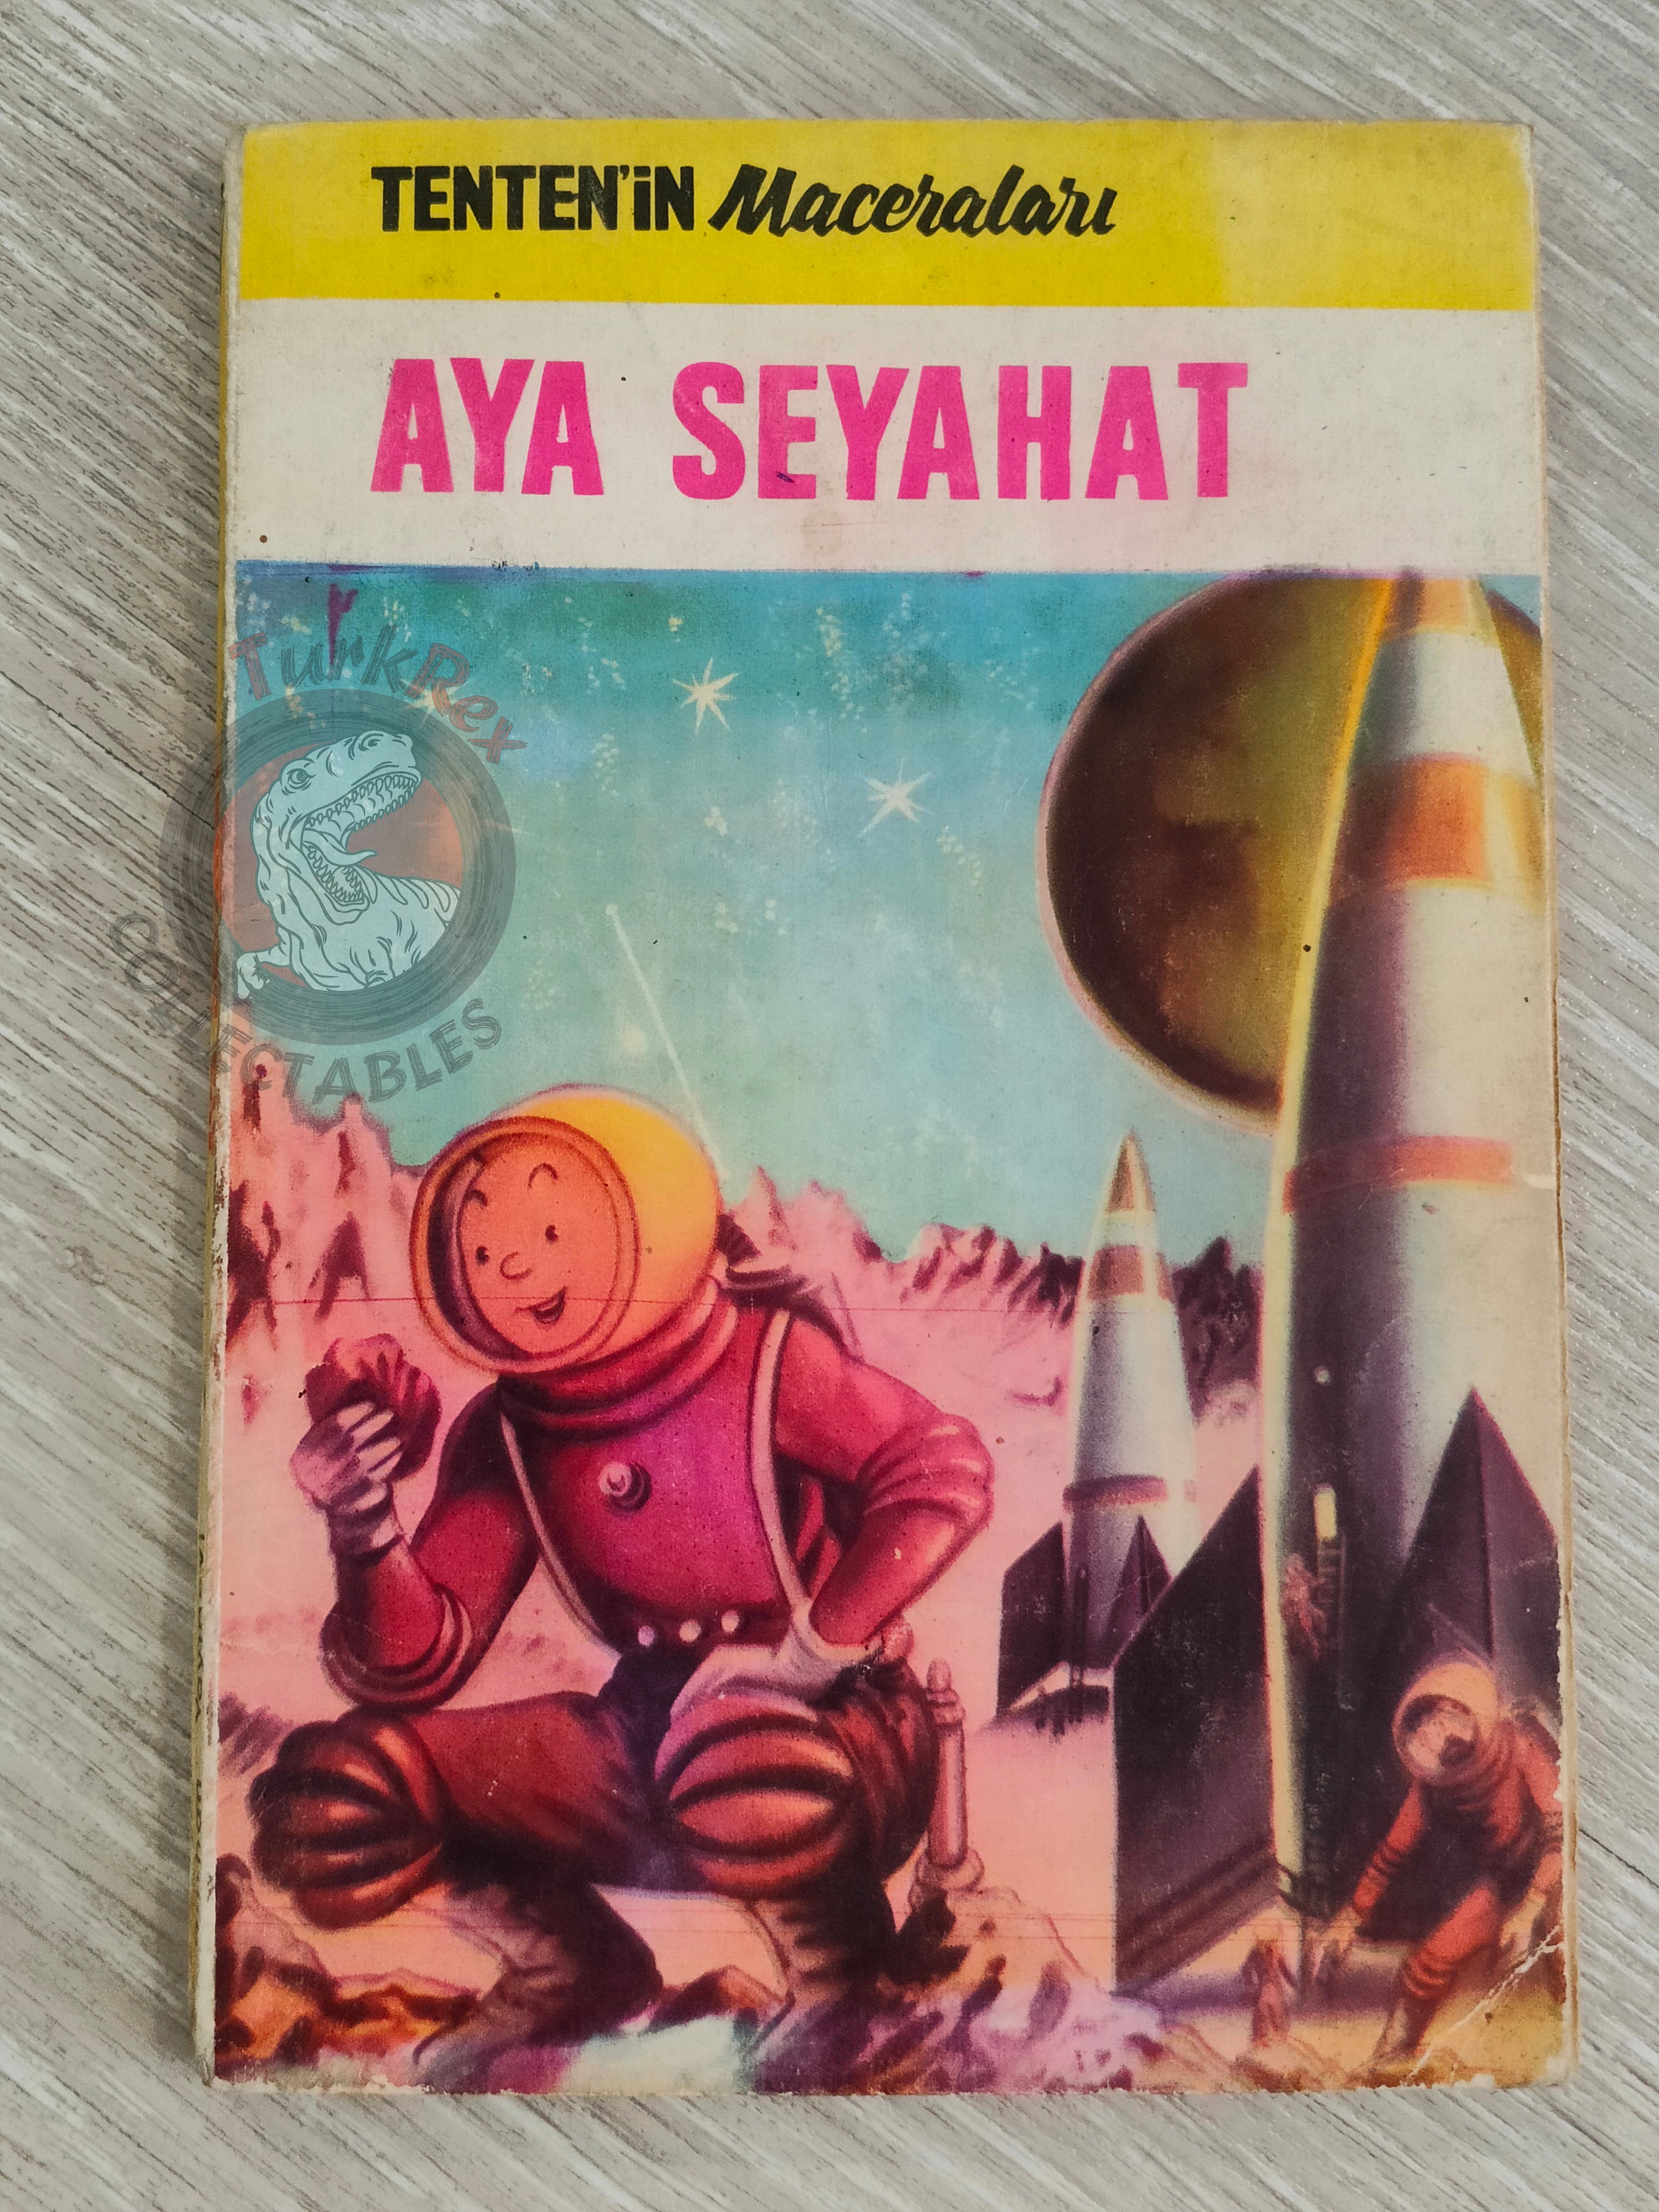 TENTEN'iN Maceraları
AYA SEYAHAT
TurkRex
COLLECTABLES